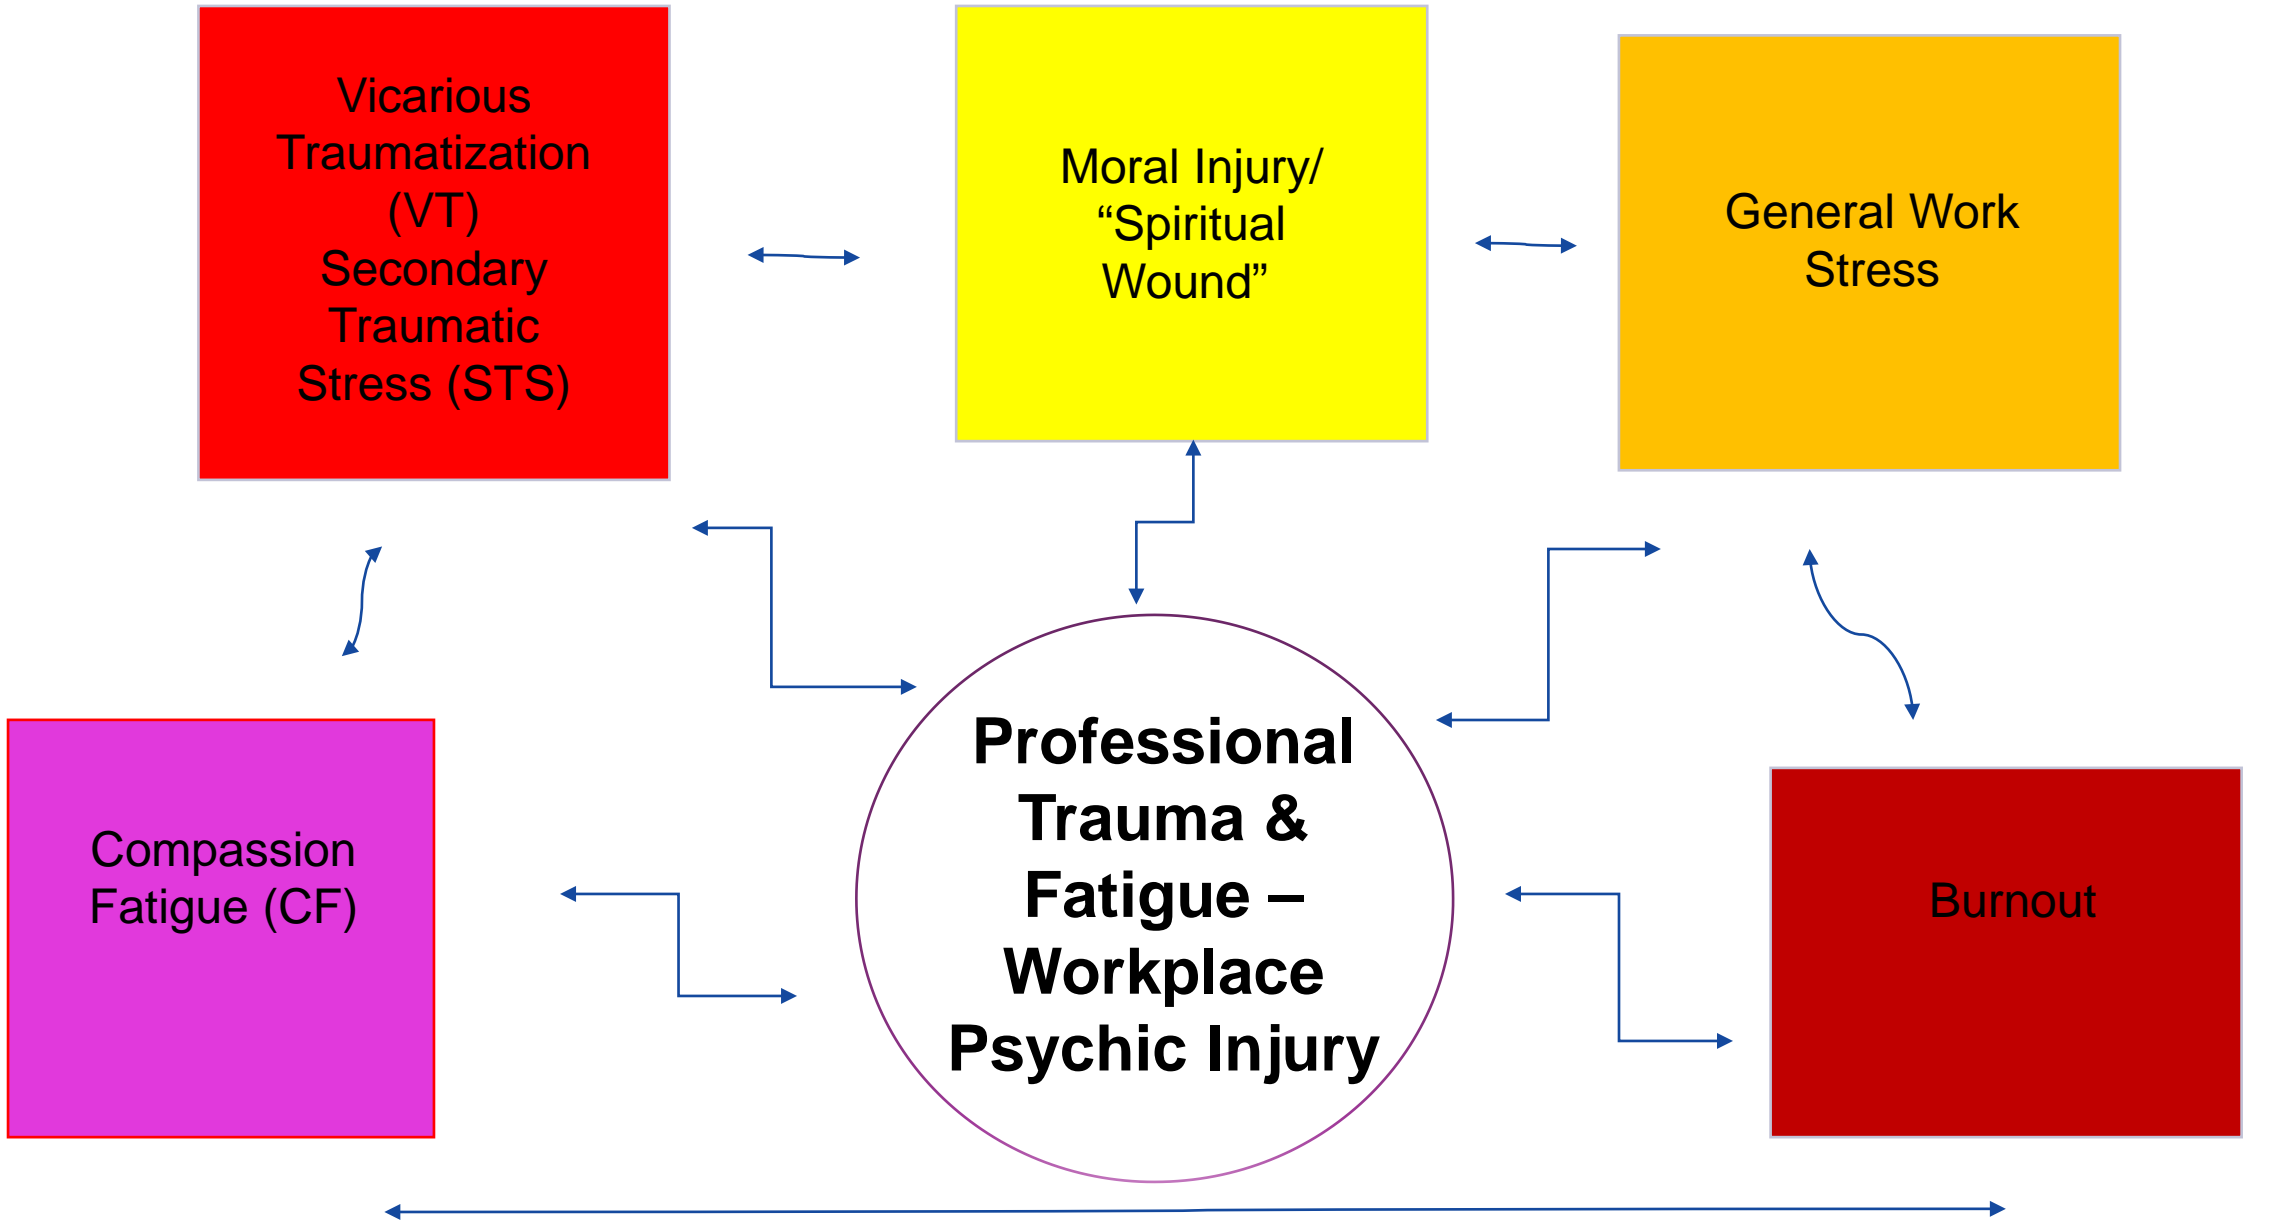 Vicarious
Traumatization
(VT)
Secondary
Traumatic
Stress (STS)
Moral Injury/
“Spiritual
Wound”
General Work
Stress
Compassion
Fatigue (CF)
Professional
Trauma &
Fatigue –
Workplace
Psychic Injury
Burnout